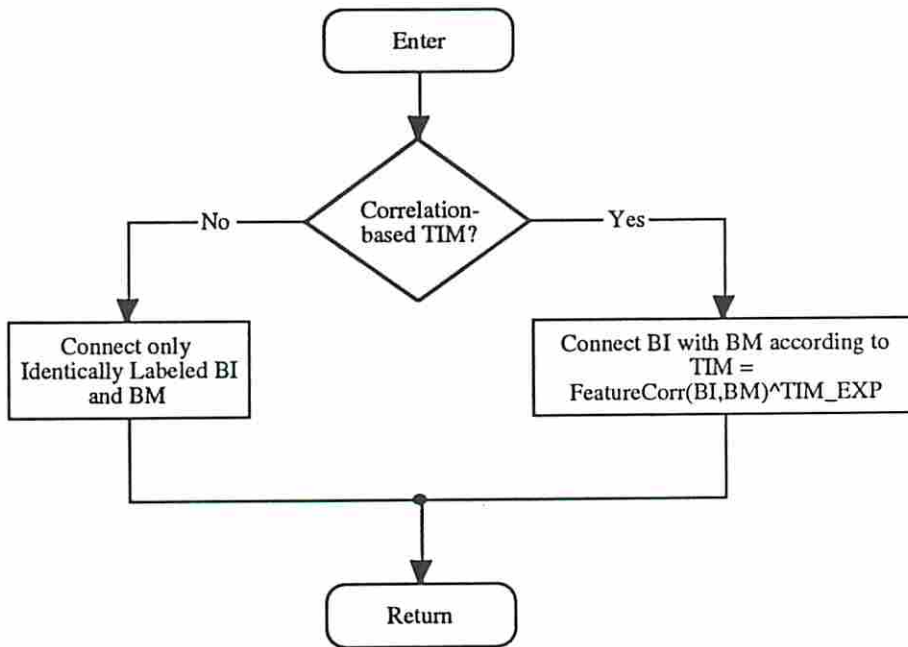 Enter
Correlation-
based TIM?
No
Yes
Connect only
Identically Labeled BI
and BM
Connect BI with BM according to
TIM =
FeatureCorr(BI,BM)^TIM_EXP
Return